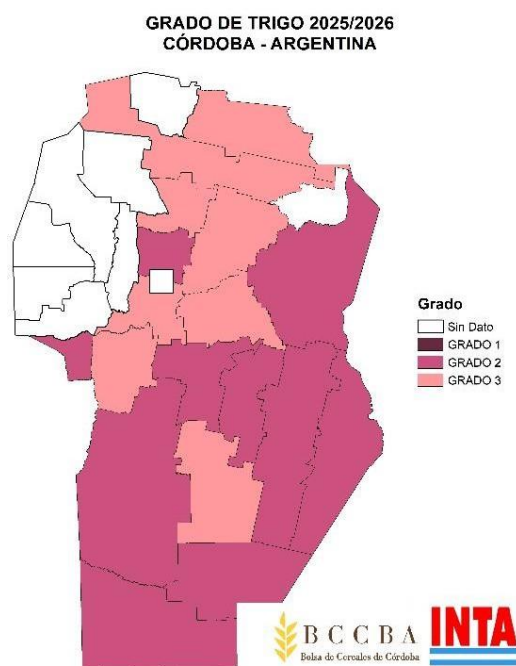 GRADO DE TRIGO 2025/2026
CÓRDOBA - ARGENTINA
Grado
Sin Dato
GRADO 1
GRADO 2
GRADO 3
BCCBA
Bolsa de Cereales de Córdoba
INTA